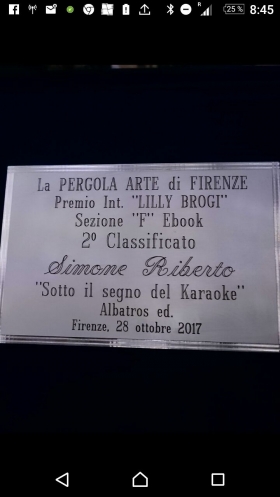 25 % 8:45
La PERGOLA ARTE di FIRENZE
Premio Int. "LILLY BROGI"
Sezione "F" Ebook
2º Classificato
Simone Riberto
"Sotto il segno del Karaoke"
Albatros ed.
Firenze, 28 ottobre 2017